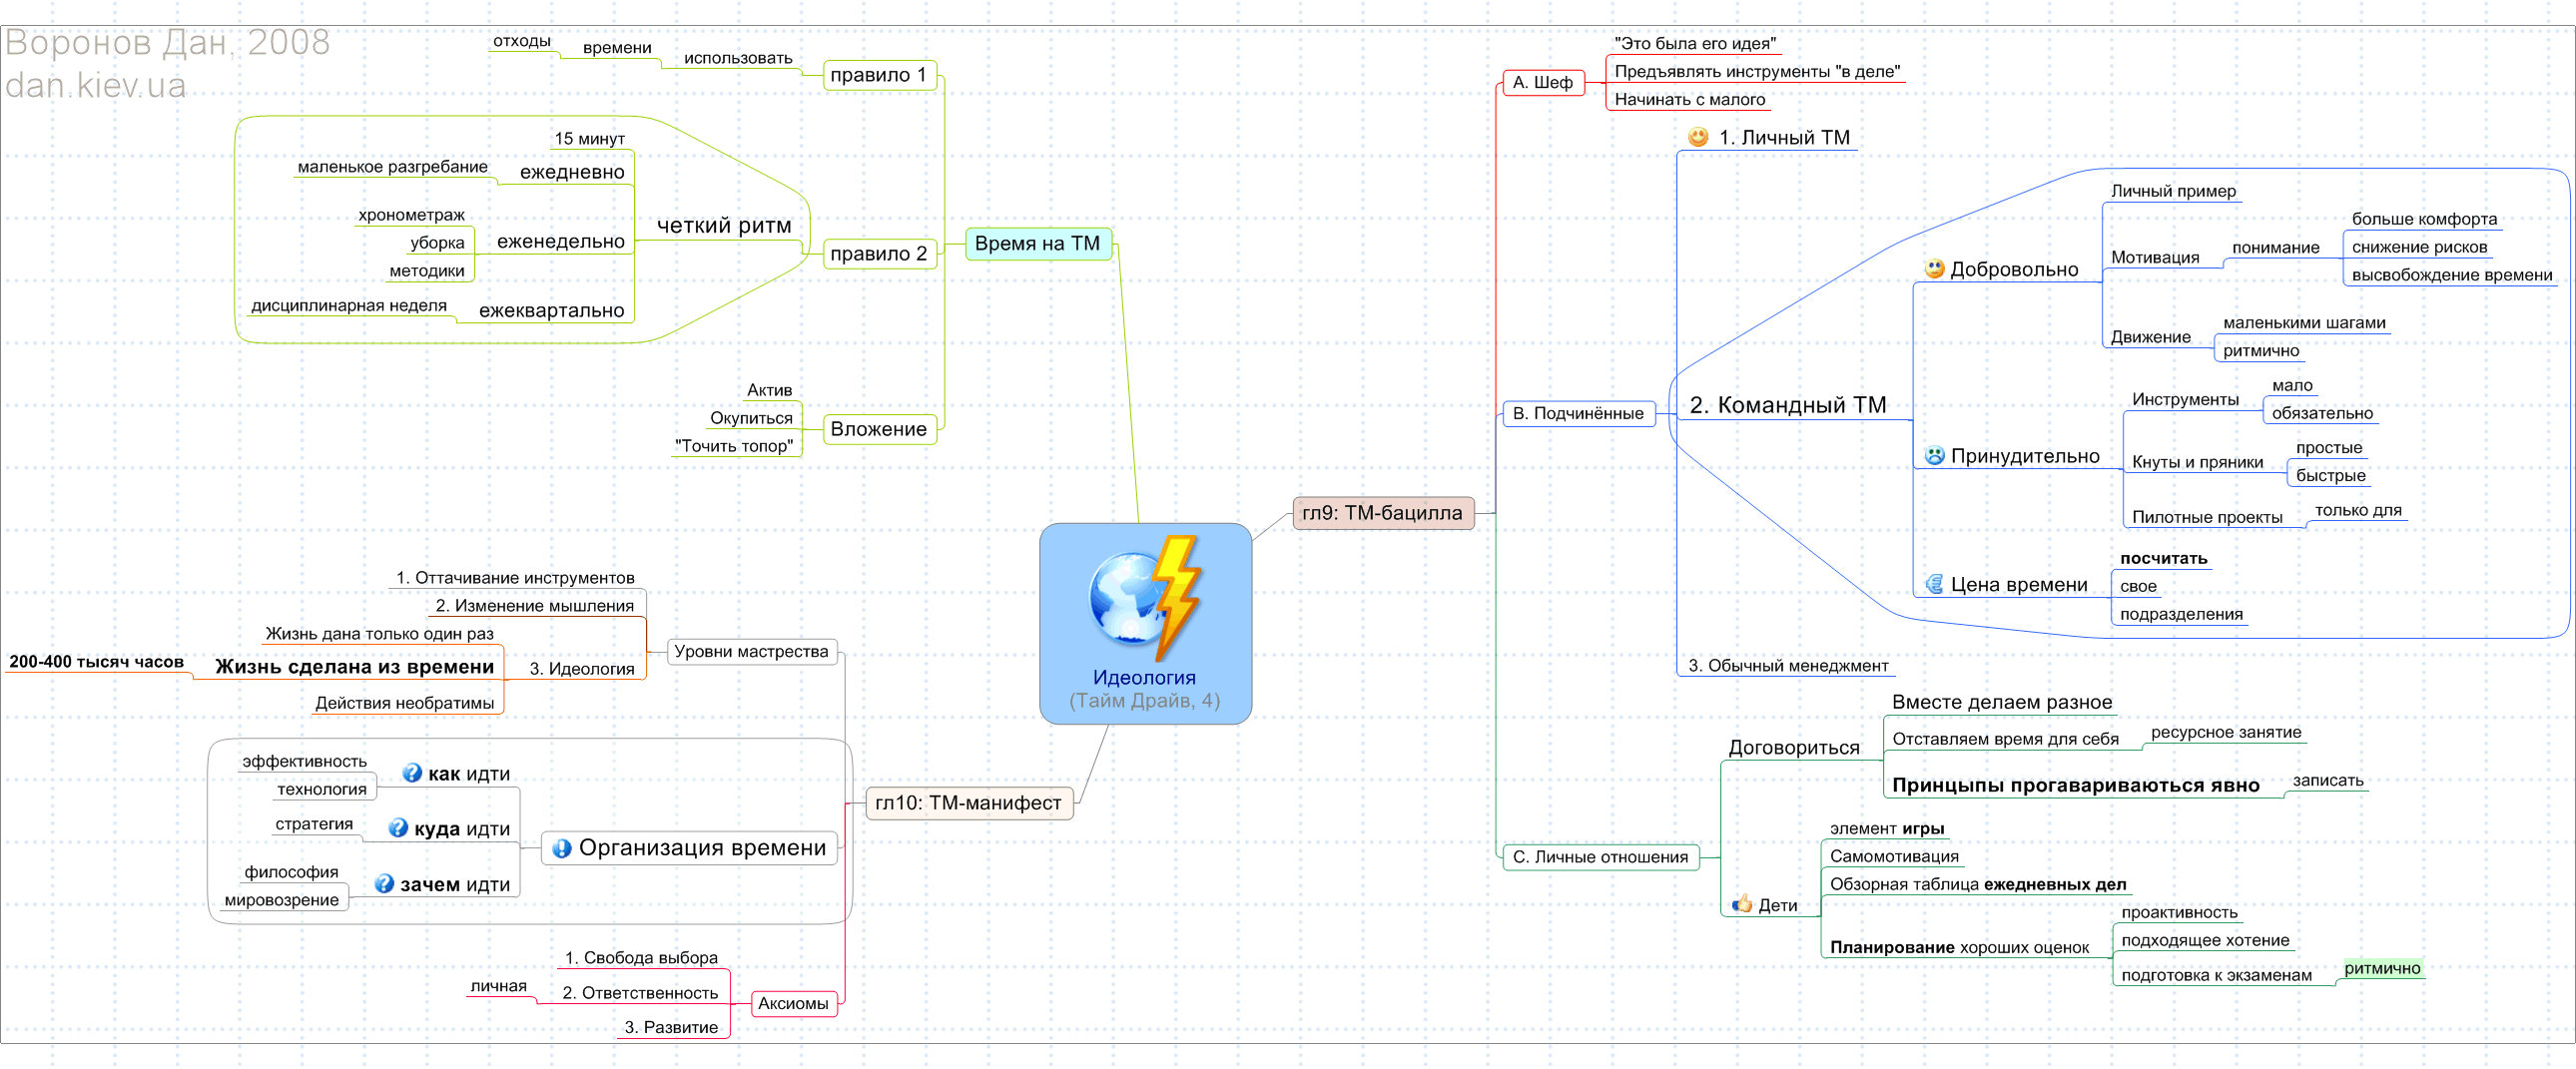 Воронов Дан, 2008
dan.kiev.ua
Идеология
(Тайм Драйв, 4)
Время на ТМ
правило 1
использовать
времени
отходы
правило 2
четкий ритм
15 минут
ежедневно
маленькое разгребание
еженедельно
хронометраж
уборка
методики
ежеквартально
дисциплинарная неделя
Вложение
Актив
Окупиться
"Точить топор"
гл9: ТМ-бацилла
А. Шеф
"Это была его идея"
Предъявлять инструменты "в деле"
Начинать с малого
В. Подчинённые
1. Личный ТМ
2. Командный ТМ
Добровольно
Личный пример
Мотивация
понимание
больше комфорта
снижение рисков
высвобождение времени
Движение
маленькими шагами
ритмично
Принудительно
Инструменты
мало
обязательно
Кнуты и пряники
простые
быстрые
Пилотные проекты
только для
Цена времени
посчитать
свое
подразделения
3. Обычный менеджмент
С. Личные отношения
Договориться
Вместе делаем разное
Отставляем время для себя
ресурсное занятие
Принцыпы прогавариваються явно
записать
Дети
элемент игры
Самомотивация
Обзорная таблица ежедневных дел
Планирование хороших оценок
проактивность
подходящее хотение
подготовка к экзаменам
ритмично
гл10: ТМ-манифест
Уровни мастрества
1. Оттачивание инструментов
2. Изменение мышления
3. Идеология
Жизнь дана только один раз
Жизнь сделана из времени
200-400 тысяч часов
Действия необратимы
Организация времени
как идти
эффективность
технология
куда идти
стратегия
зачем идти
философия
мировозрение
Аксиомы
1. Свобода выбора
2. Ответственность
личная
3. Развитие